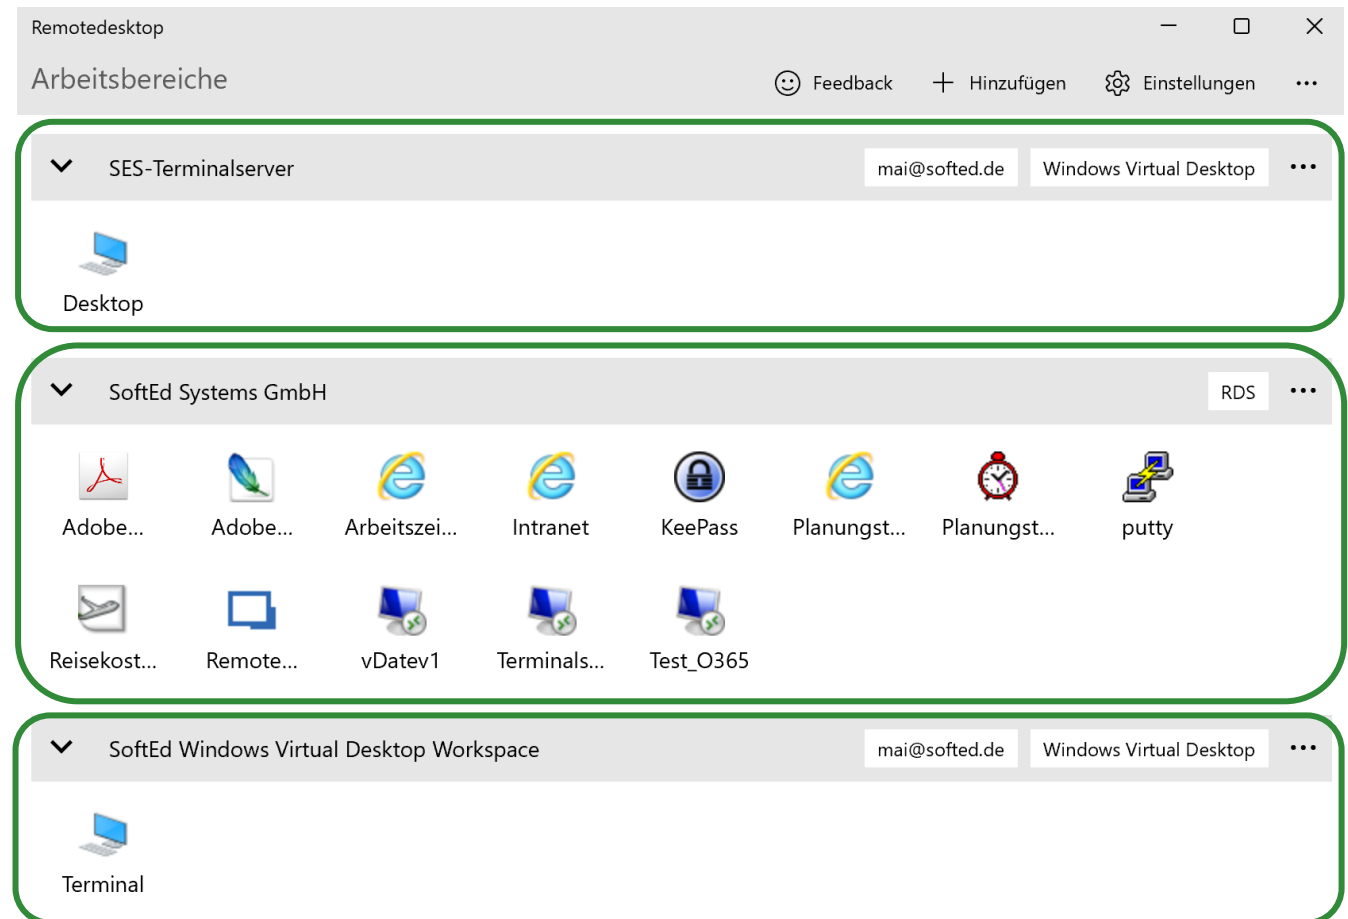 Remotedesktop
Arbeitsbereiche
Feedback
Hinzufügen
Einstellungen
SES-Terminalserver
mai@softed.de
Windows Virtual Desktop
Desktop
SoftEd Systems GmbH
RDS
Adobe...
Adobe...
Arbeitszei...
Intranet
KeePass
Planungst...
Planungst...
putty
Reisekost...
Remote...
vDatev1
Terminals...
Test_O365
SoftEd Windows Virtual Desktop Workspace
mai@softed.de
Windows Virtual Desktop
Terminal